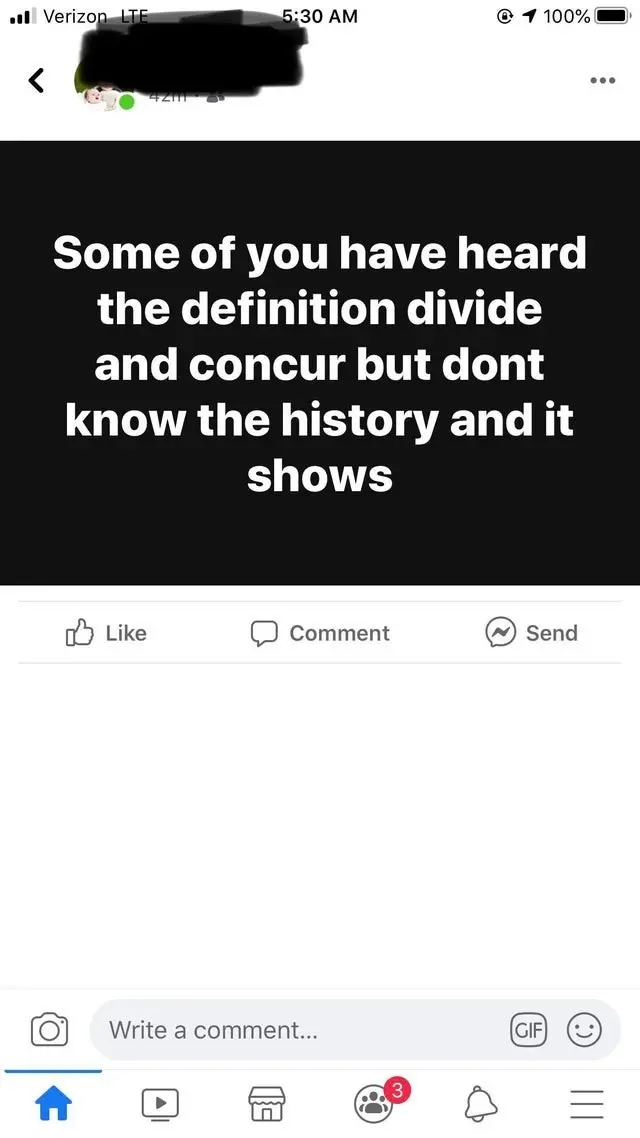 Verizon LTE 5:30 AM 100%
42m
Some of you have heard
the definition divide
and concur but dont
know the history and it
shows
Like Comment Send
Write a comment... GIF
3